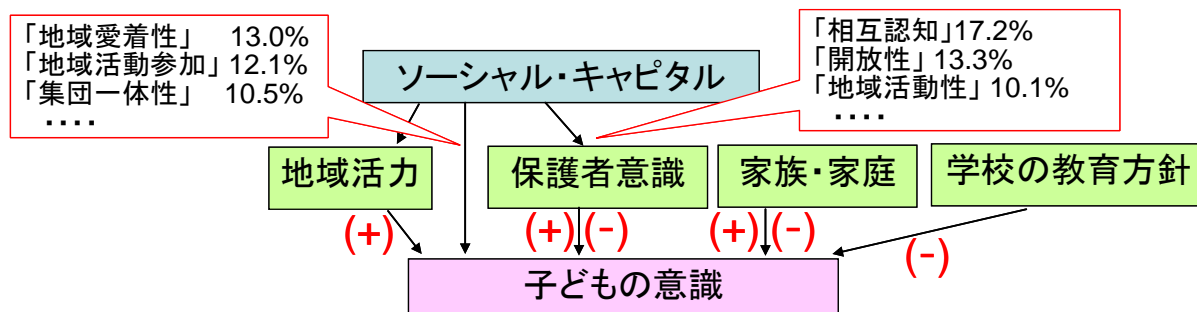 「地域愛着性」 13.0%
「地域活動参加」 12.1%
「集団一体性」 10.5%
・・・・
「相互認知」17.2%
「開放性」 13.3%
「地域活動性」 10.1%
・・・・
ソーシャル・キャピタル
地域活力
保護者意識
家族・家庭
学校の教育方針
(+)
(+)(-)
(+)(-)
(-)
子どもの意識